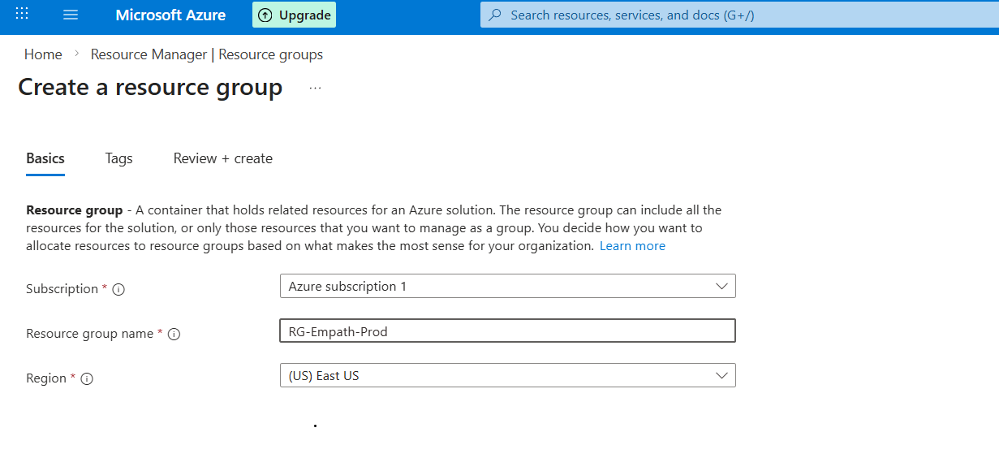 Microsoft Azure
Upgrade
Search resources, services, and docs (G+/)
Home > Resource Manager | Resource groups
Create a resource group ...
Basics
Tags
Review + create
Resource group - A container that holds related resources for an Azure solution. The resource group can include all the
resources for the solution, or only those resources that you want to manage as a group. You decide how you want to
allocate resources to resource groups based on what makes the most sense for your organization. Learn more
Subscription *
Azure subscription 1
Resource group name *
RG-Empath-Prod
Region *
(US) East US